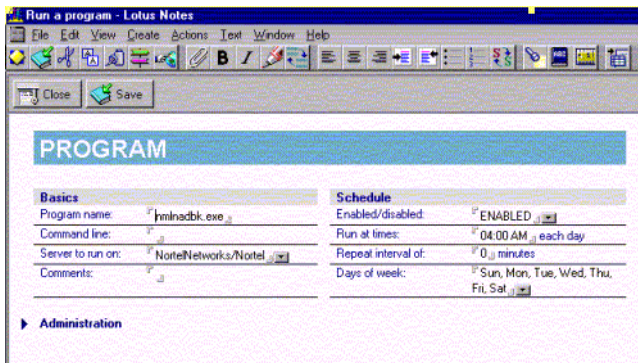 Run a program - Lotus Notes
File Edit View Create Actions Text Window Help
B I
Close Save
PROGRAM
Basics Schedule
Program name: nmlnadbk.exe Enabled/disabled: ENABLED
Command line: Run at times: 04:00 AM each day
Server to run on: NortelNetworks/Nortel Repeat interval of: 0 minutes
Comments: Days of week: Sun, Mon, Tue, Wed, Thu,
Fri, Sat
Administration